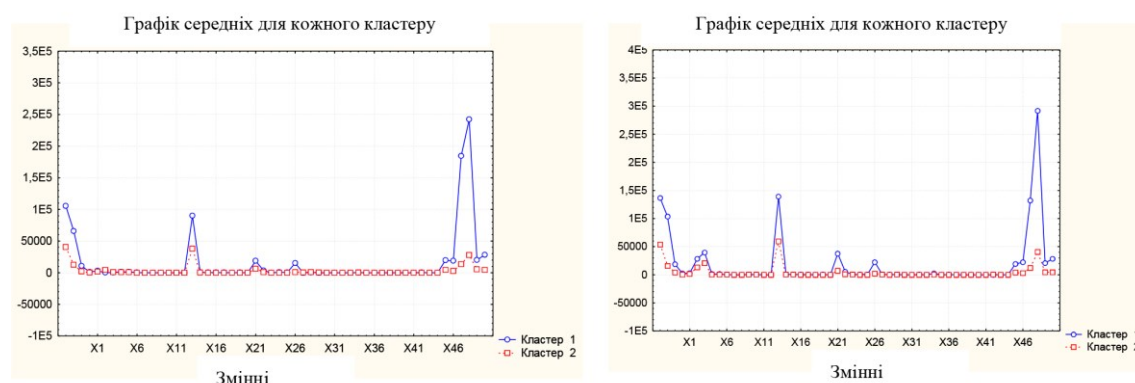 Графік середніх для кожного кластеру
3,5E5
3E5
2,5E5
2E5
1,5E5
1E5
50000
0
-50000
-1E5
X1 X6 X11 X16 X21 X26 X31 X36 X41 X46
Кластер 1
Кластер 2
Змінні
Графік середніх для кожного кластеру
4E5
3,5E5
3E5
2,5E5
2E5
1,5E5
1E5
50000
0
-50000
-1E5
X1 X6 X11 X16 X21 X26 X31 X36 X41 X46
Кластер
Кластер
Змінні